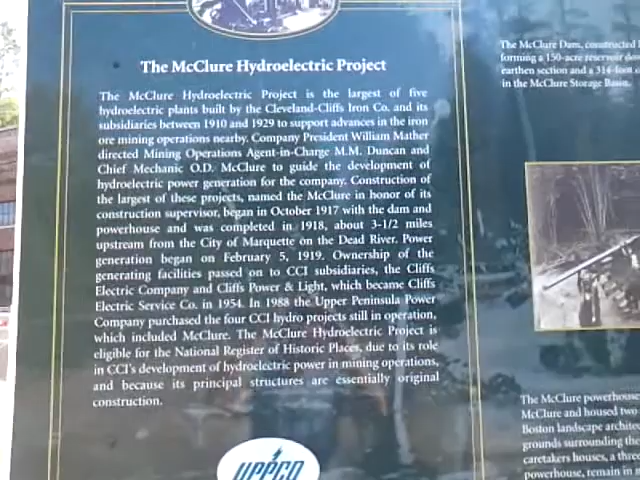 The McClure Hydroelectric Project
The McClure Hydroelectric Project is the largest of five
hydroelectric plants built by the Cleveland-Cliffs Iron Co. and its
subsidiaries between 1910 and 1929 to support advances in the iron
ore mining operations nearby. Company President William Mather
directed Mining Operations Agent-in-Charge M.M. Duncan and
Chief Mechanic O.D. McClure to guide the development of
hydroelectric power generation for the company. Construction of
the largest of these projects, named the McClure in honor of its
construction supervisor, began in October 1917 with the dam and
powerhouse and was completed in 1918, about 3-1/2 miles
upstream from the City of Marquette on the Dead River. Power
generation began on February 5, 1919. Ownership of the
generating facilities passed on to CCI subsidiaries, the Cliffs
Electric Company and Cliffs Power & Light, which became Cliffs
Electric Service Co. in 1954. In 1988 the Upper Peninsula Power
Company purchased the four CCI hydro projects still in operation,
which included McClure. The McClure Hydroelectric Project is
eligible for the National Register of Historic Places, due to its role
in CCI's development of hydroelectric power in mining operations,
and because its principal structures are essentially original
construction.
UPPCO
The McClure Dam, constructed
forming a 150-acre reservoir
earthen section and a 314-foot
in the McClure Storage Basin.
The McClure powerhouse
McClure and housed two
Boston landscape
grounds surrounding the
caretakers houses, a
powerhouse, remain in